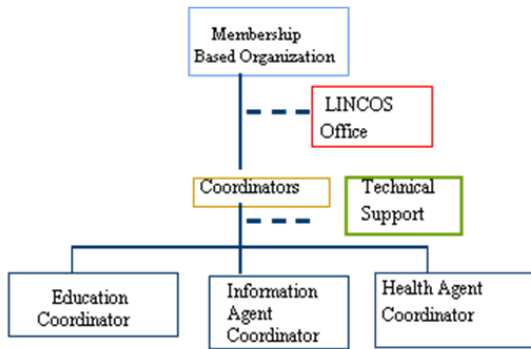 Membership
Based Organization
LINCOS
Office
Coordinators
Technical
Support
Education
Coordinator
Information
Agent
Coordinator
Health Agent
Coordinator